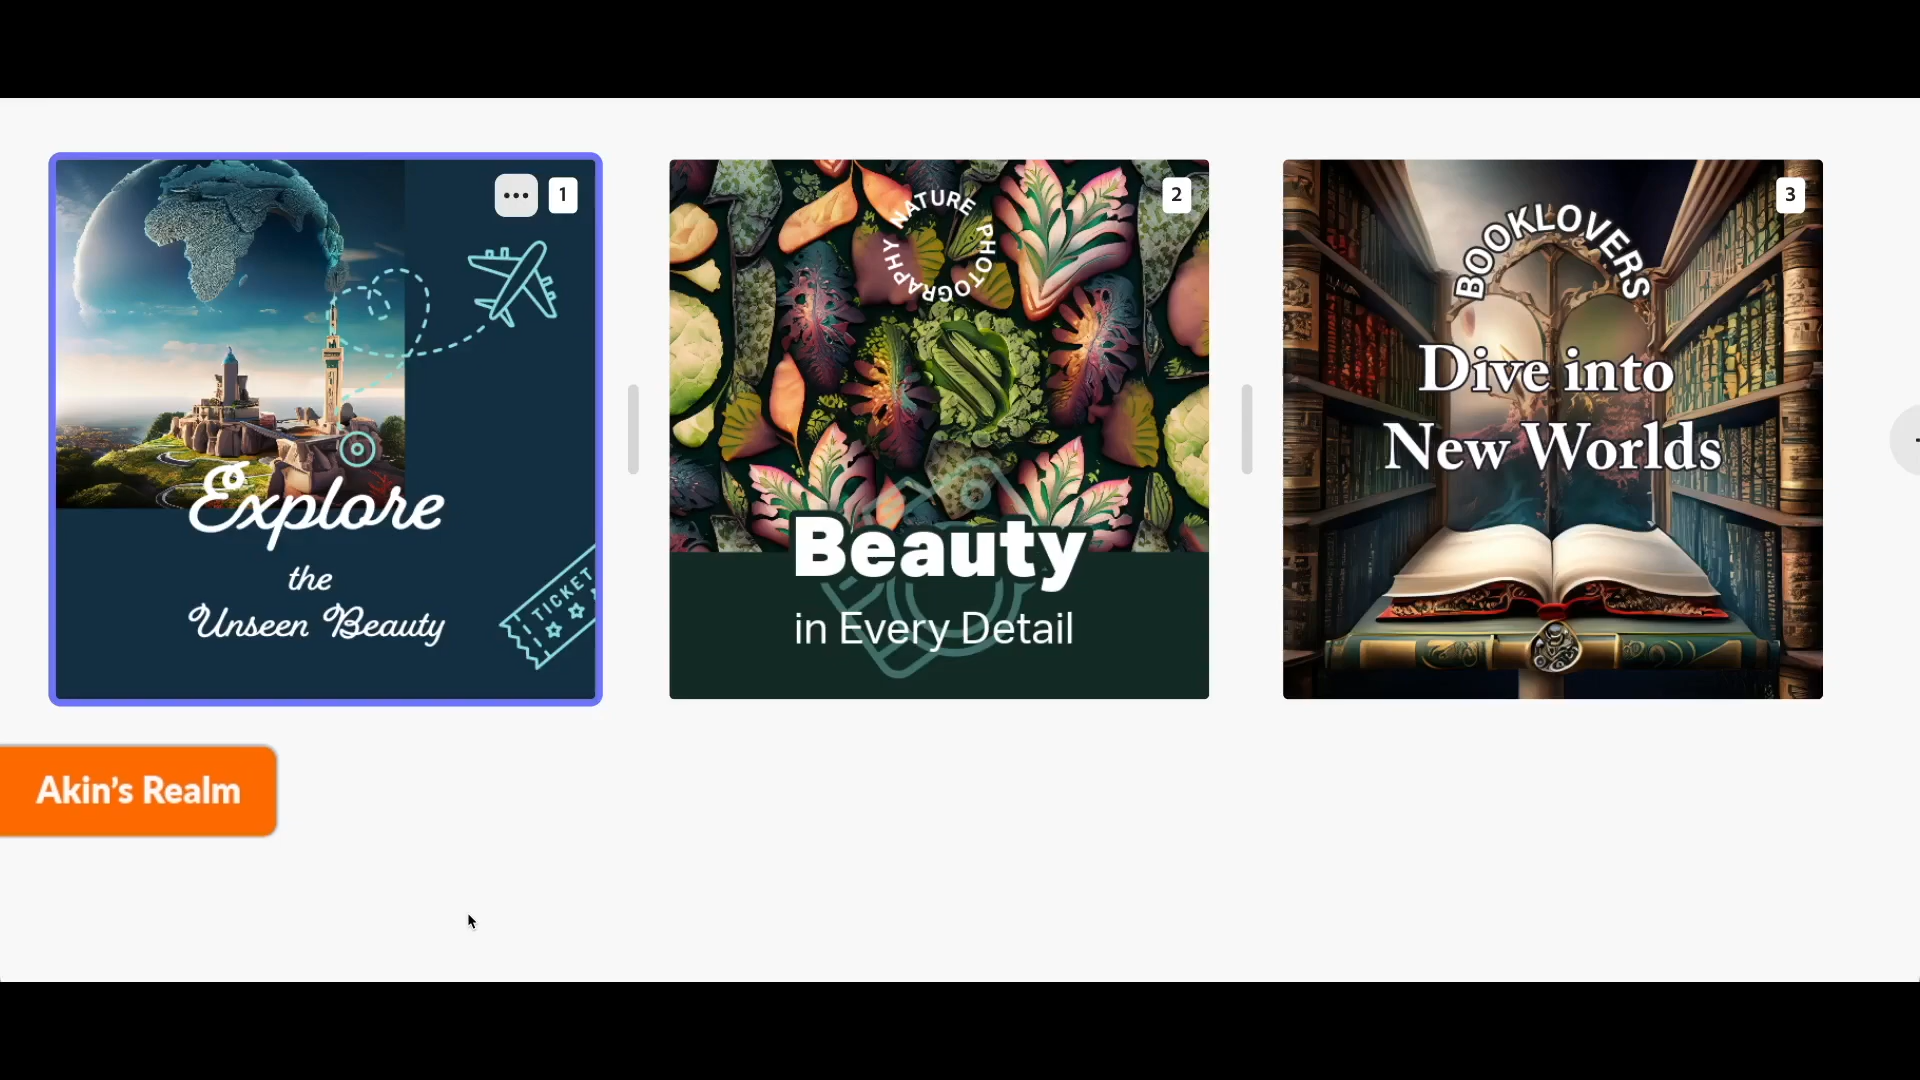 1
TICKET
Explore
the
Unseen Beauty
2
NATURE PHOTOGRAPHY
Beauty
in Every Detail
3
BOOKLOVERS
Dive into
New Worlds
Akin's Realm